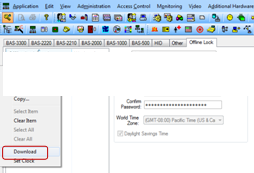 Application Edit View Administration Access Control Monitoring Video Additional Hardware
BAS-3300 BAS-2220 BAS-2210 BAS-2000 BAS-1000 BAS-500 HID Other Offline Lock
Copy...
Select Item
Clear Item
Select All
Clear All
Download
Set Clock
Confirm
Password:
World Time
Zone:
(GMT-08:00) Pacific Time (US & Ca
Daylight Savings Time